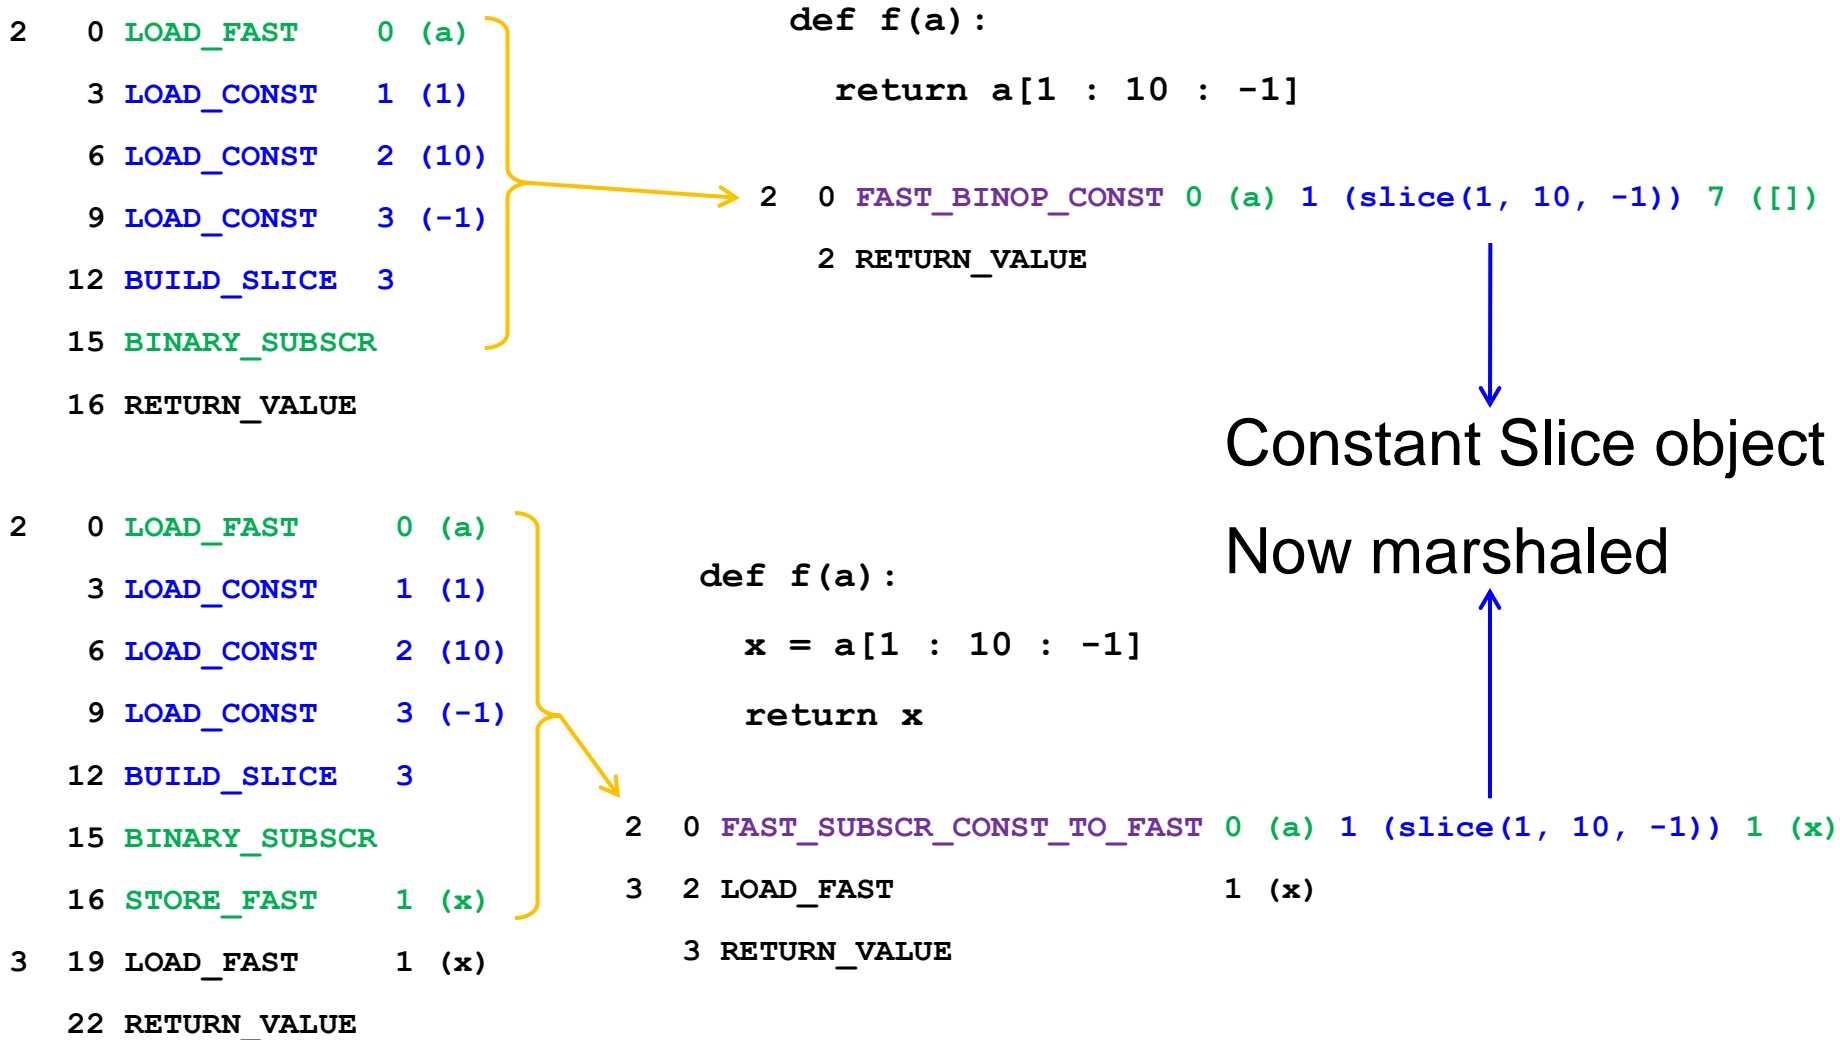 2 0 LOAD_FAST 0 (a)
3 LOAD_CONST 1 (1)
6 LOAD_CONST 2 (10)
9 LOAD_CONST 3 (-1)
12 BUILD_SLICE 3
15 BINARY_SUBSCR
16 RETURN_VALUE
def f(a):
return a[1 : 10 : -1]
2 0 FAST_BINOP_CONST 0 (a) 1 (slice(1, 10, -1)) 7 ([])
2 RETURN_VALUE
Constant Slice object
Now marshaled
2 0 LOAD_FAST 0 (a)
3 LOAD_CONST 1 (1)
6 LOAD_CONST 2 (10)
9 LOAD_CONST 3 (-1)
12 BUILD_SLICE 3
15 BINARY_SUBSCR
16 STORE_FAST 1 (x)
3 19 LOAD_FAST 1 (x)
22 RETURN_VALUE
def f(a):
x = a[1 : 10 : -1]
return x
2 0 FAST_SUBSCR_CONST_TO_FAST 0 (a) 1 (slice(1, 10, -1)) 1 (x)
3 2 LOAD_FAST 1 (x)
3 RETURN_VALUE